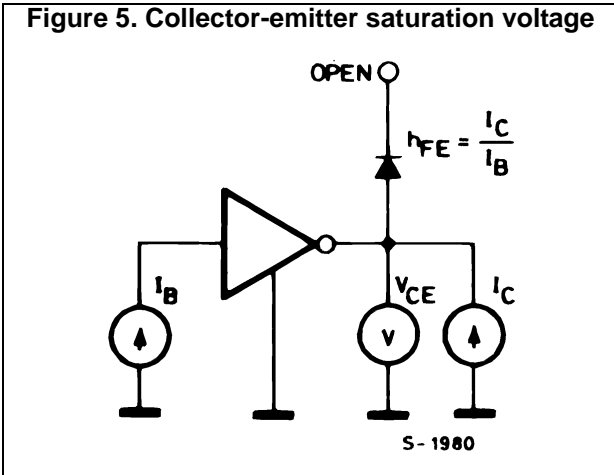 Figure 5. Collector-emitter saturation voltage
OPEN
hFE = IC
IB
IB
VCE
IC
V
S-1980